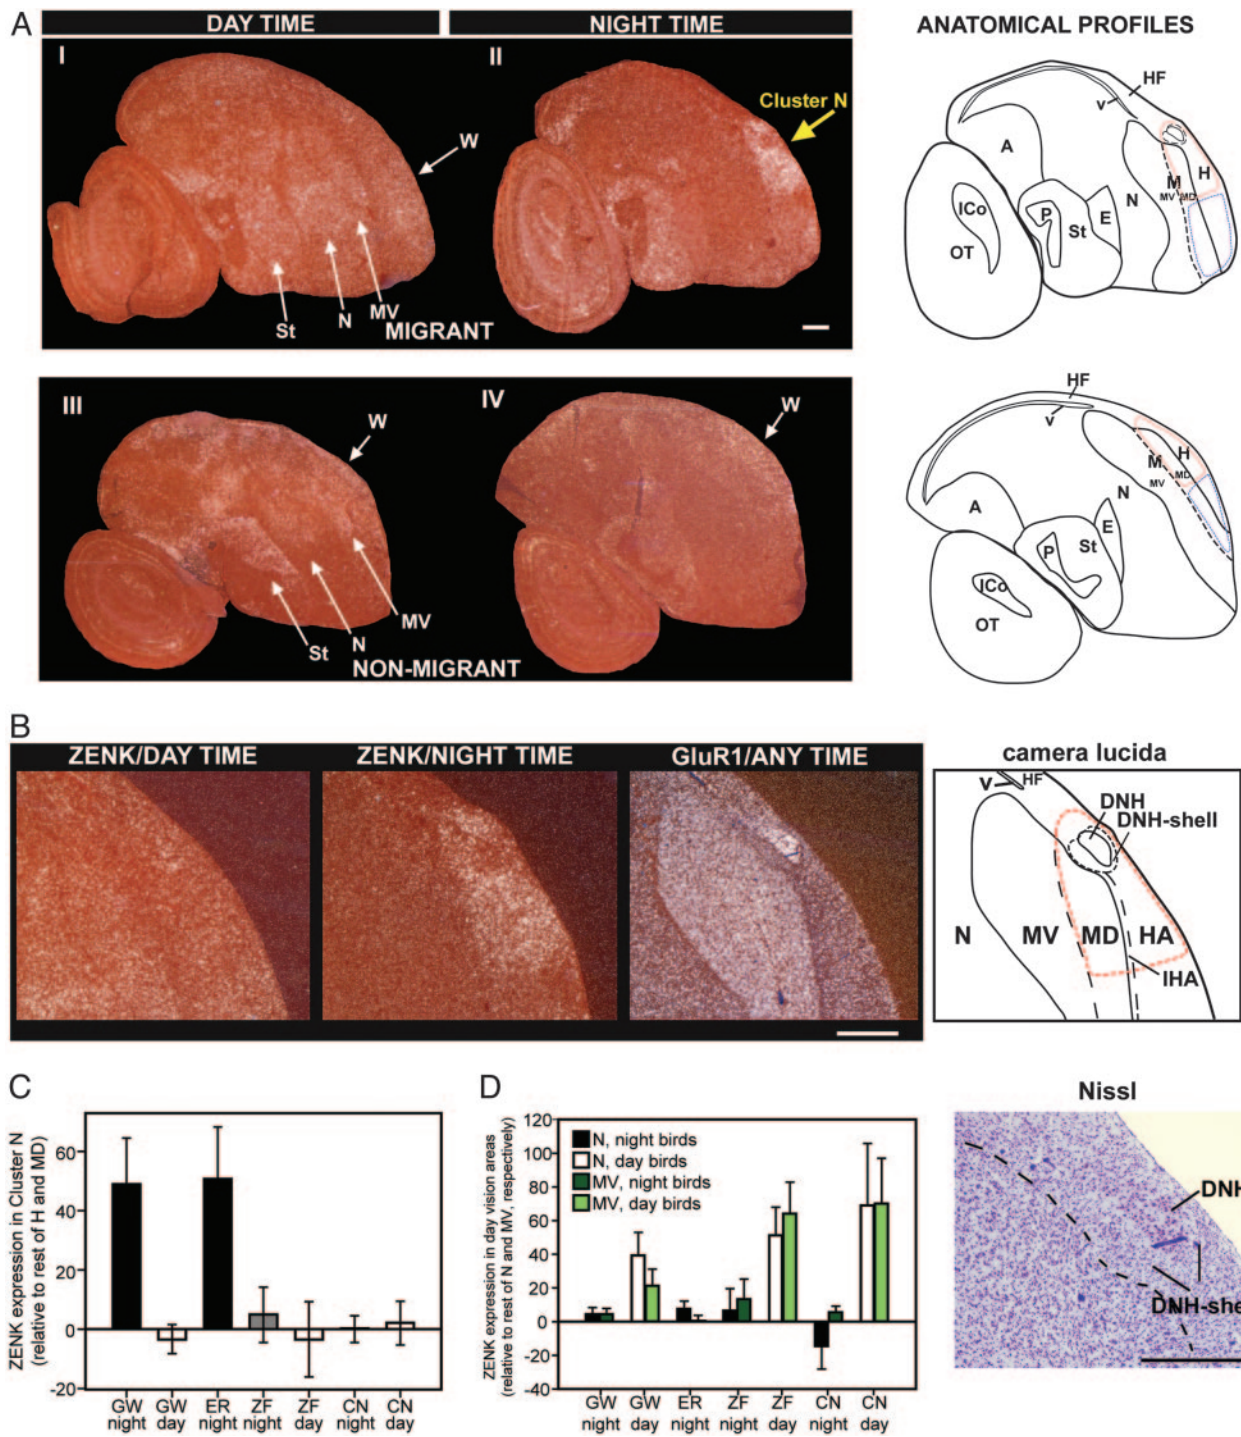 A
DAY TIME
NIGHT TIME
ANATOMICAL PROFILES
I
II
Cluster N
W
St
N
MV
MIGRANT
HF
v
A
M
H
MV
MD
ICo
OT
P
St
E
N
III
IV
W
W
St
N
MV
NON-MIGRANT
HF
v
A
M
H
MV
MD
N
E
P
St
ICo
OT
B
ZENK/DAY TIME
ZENK/NIGHT TIME
GluR1/ANY TIME
camera lucida
v
HF
DNH
DNH-shell
N
MV
MD
HA
IHA
C
ZENK expression in Cluster N
(relative to rest of H and MD)
60
40
20
0
-20
GW night
GW day
ER night
ZF night
ZF day
CN night
CN day
D
ZENK expression in day vision areas
(relative to rest of N and MV, respectively)
120
100
80
60
40
20
0
-20
-40
N, night birds
N, day birds
MV, night birds
MV, day birds
GW night
GW day
ER night
ZF night
ZF day
CN night
CN day
Nissl
DNH
DNH-she